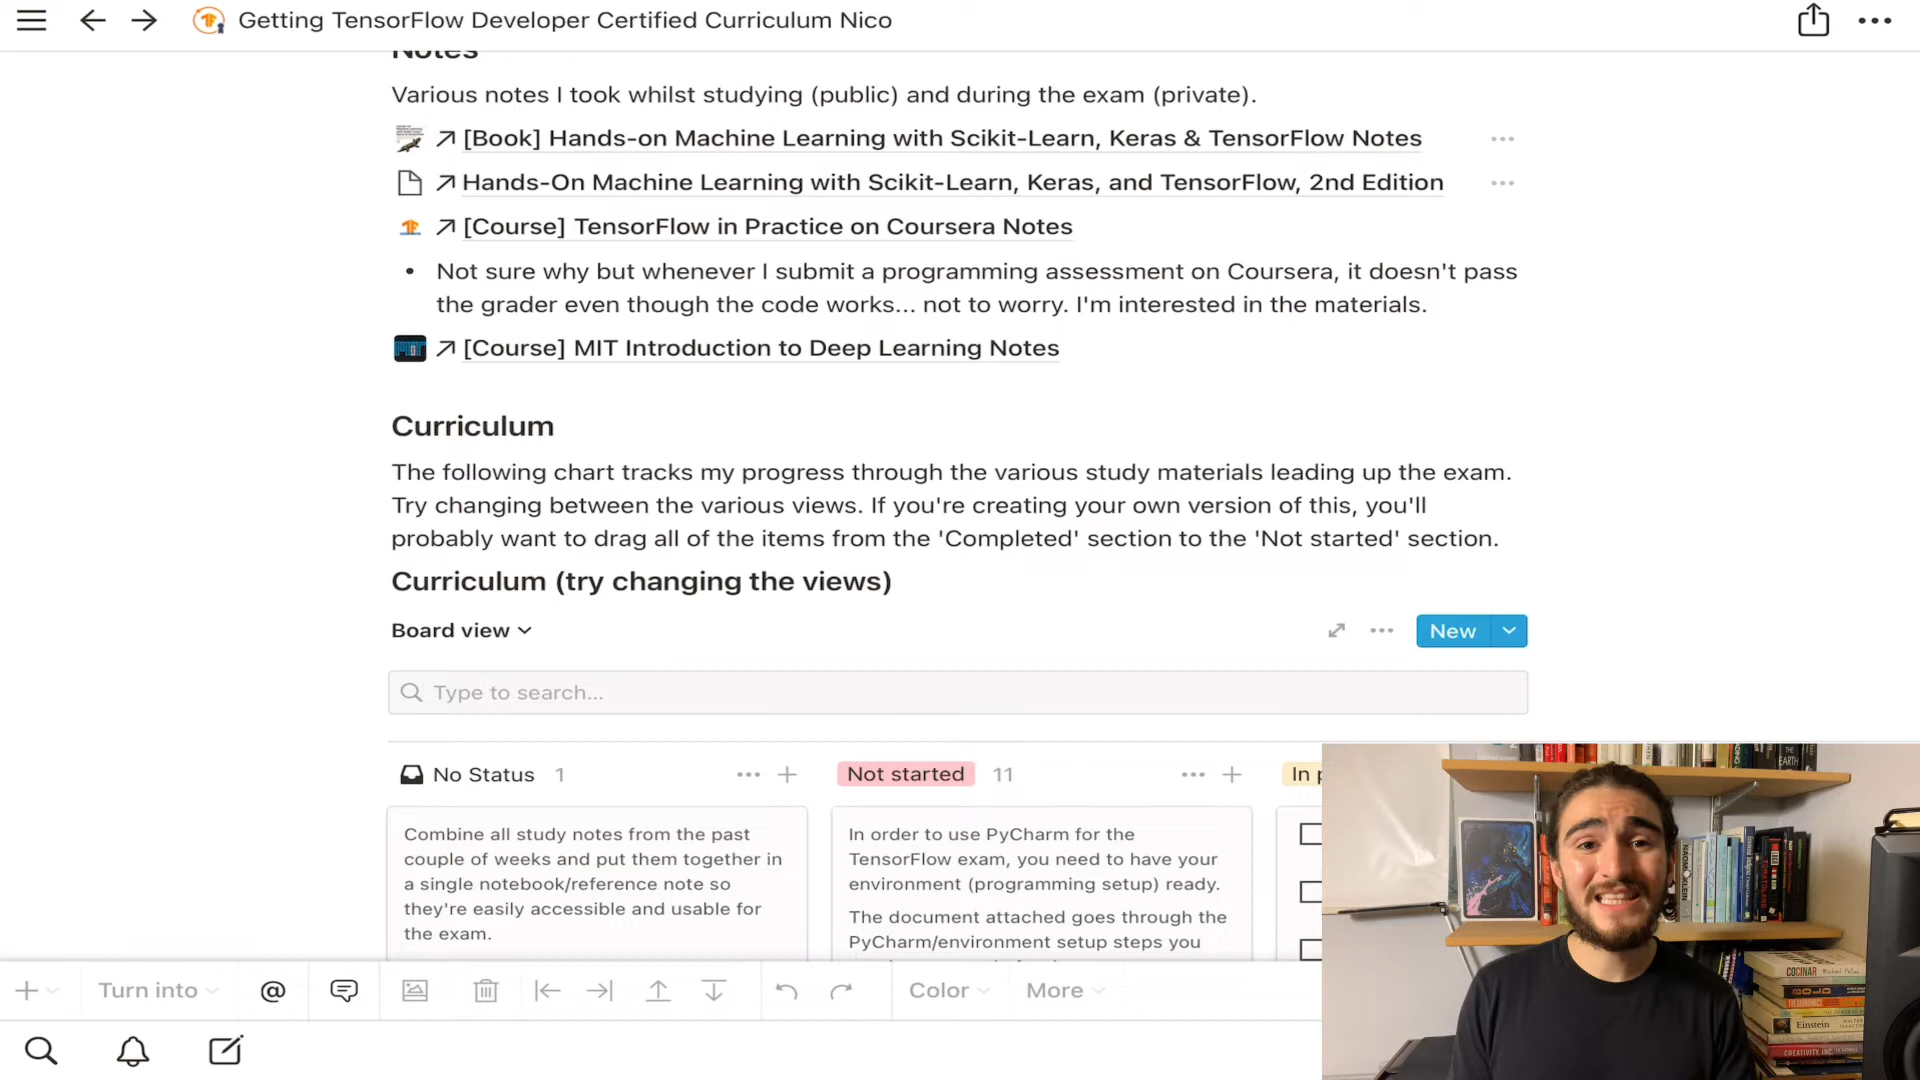 Getting TensorFlow Developer Certified Curriculum Nico
Notes
Various notes I took whilst studying (public) and during the exam (private).
[Book] Hands-on Machine Learning with Scikit-Learn, Keras & TensorFlow Notes
Hands-On Machine Learning with Scikit-Learn, Keras, and TensorFlow, 2nd Edition
[Course] TensorFlow in Practice on Coursera Notes
• Not sure why but whenever I submit a programming assessment on Coursera, it doesn't pass
the grader even though the code works... not to worry. I'm interested in the materials.
[Course] MIT Introduction to Deep Learning Notes
Curriculum
The following chart tracks my progress through the various study materials leading up the exam.
Try changing between the various views. If you're creating your own version of this, you'll
probably want to drag all of the items from the 'Completed' section to the 'Not started' section.
Curriculum (try changing the views)
Board view
New
Type to search...
No Status 1
Not started 11
In p
Combine all study notes from the past
couple of weeks and put them together in
a single notebook/reference note so
they're easily accessible and usable for
the exam.
In order to use PyCharm for the
TensorFlow exam, you need to have your
environment (programming setup) ready.
The document attached goes through the
PyCharm/environment setup steps you
Turn into
@
Color
More
THE
EARTH
NAOMI KLEIN
COCINAR
Einstein
CREATIVITY, INC.